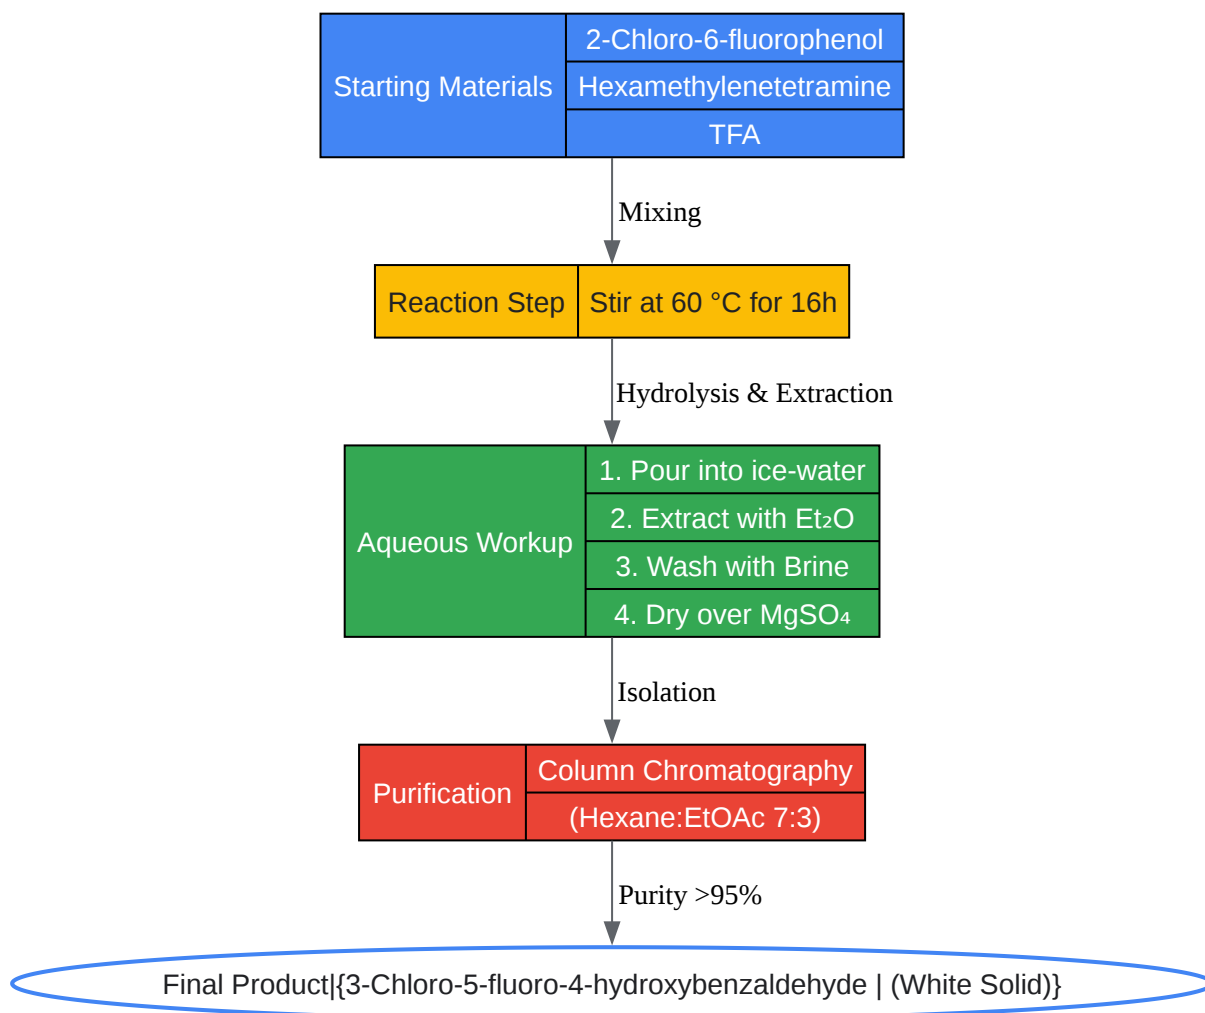 Starting Materials
2-Chloro-6-fluorophenol
Hexamethylenetetramine
TFA
Mixing
Reaction Step
Stir at 60 °C for 16h
Hydrolysis & Extraction
Aqueous Workup
1. Pour into ice-water
2. Extract with Et₂O
3. Wash with Brine
4. Dry over MgSO₄
Isolation
Purification
Column Chromatography
(Hexane:EtOAc 7:3)
Purity >95%
Final Product|{3-Chloro-5-fluoro-4-hydroxybenzaldehyde | (White Solid)}